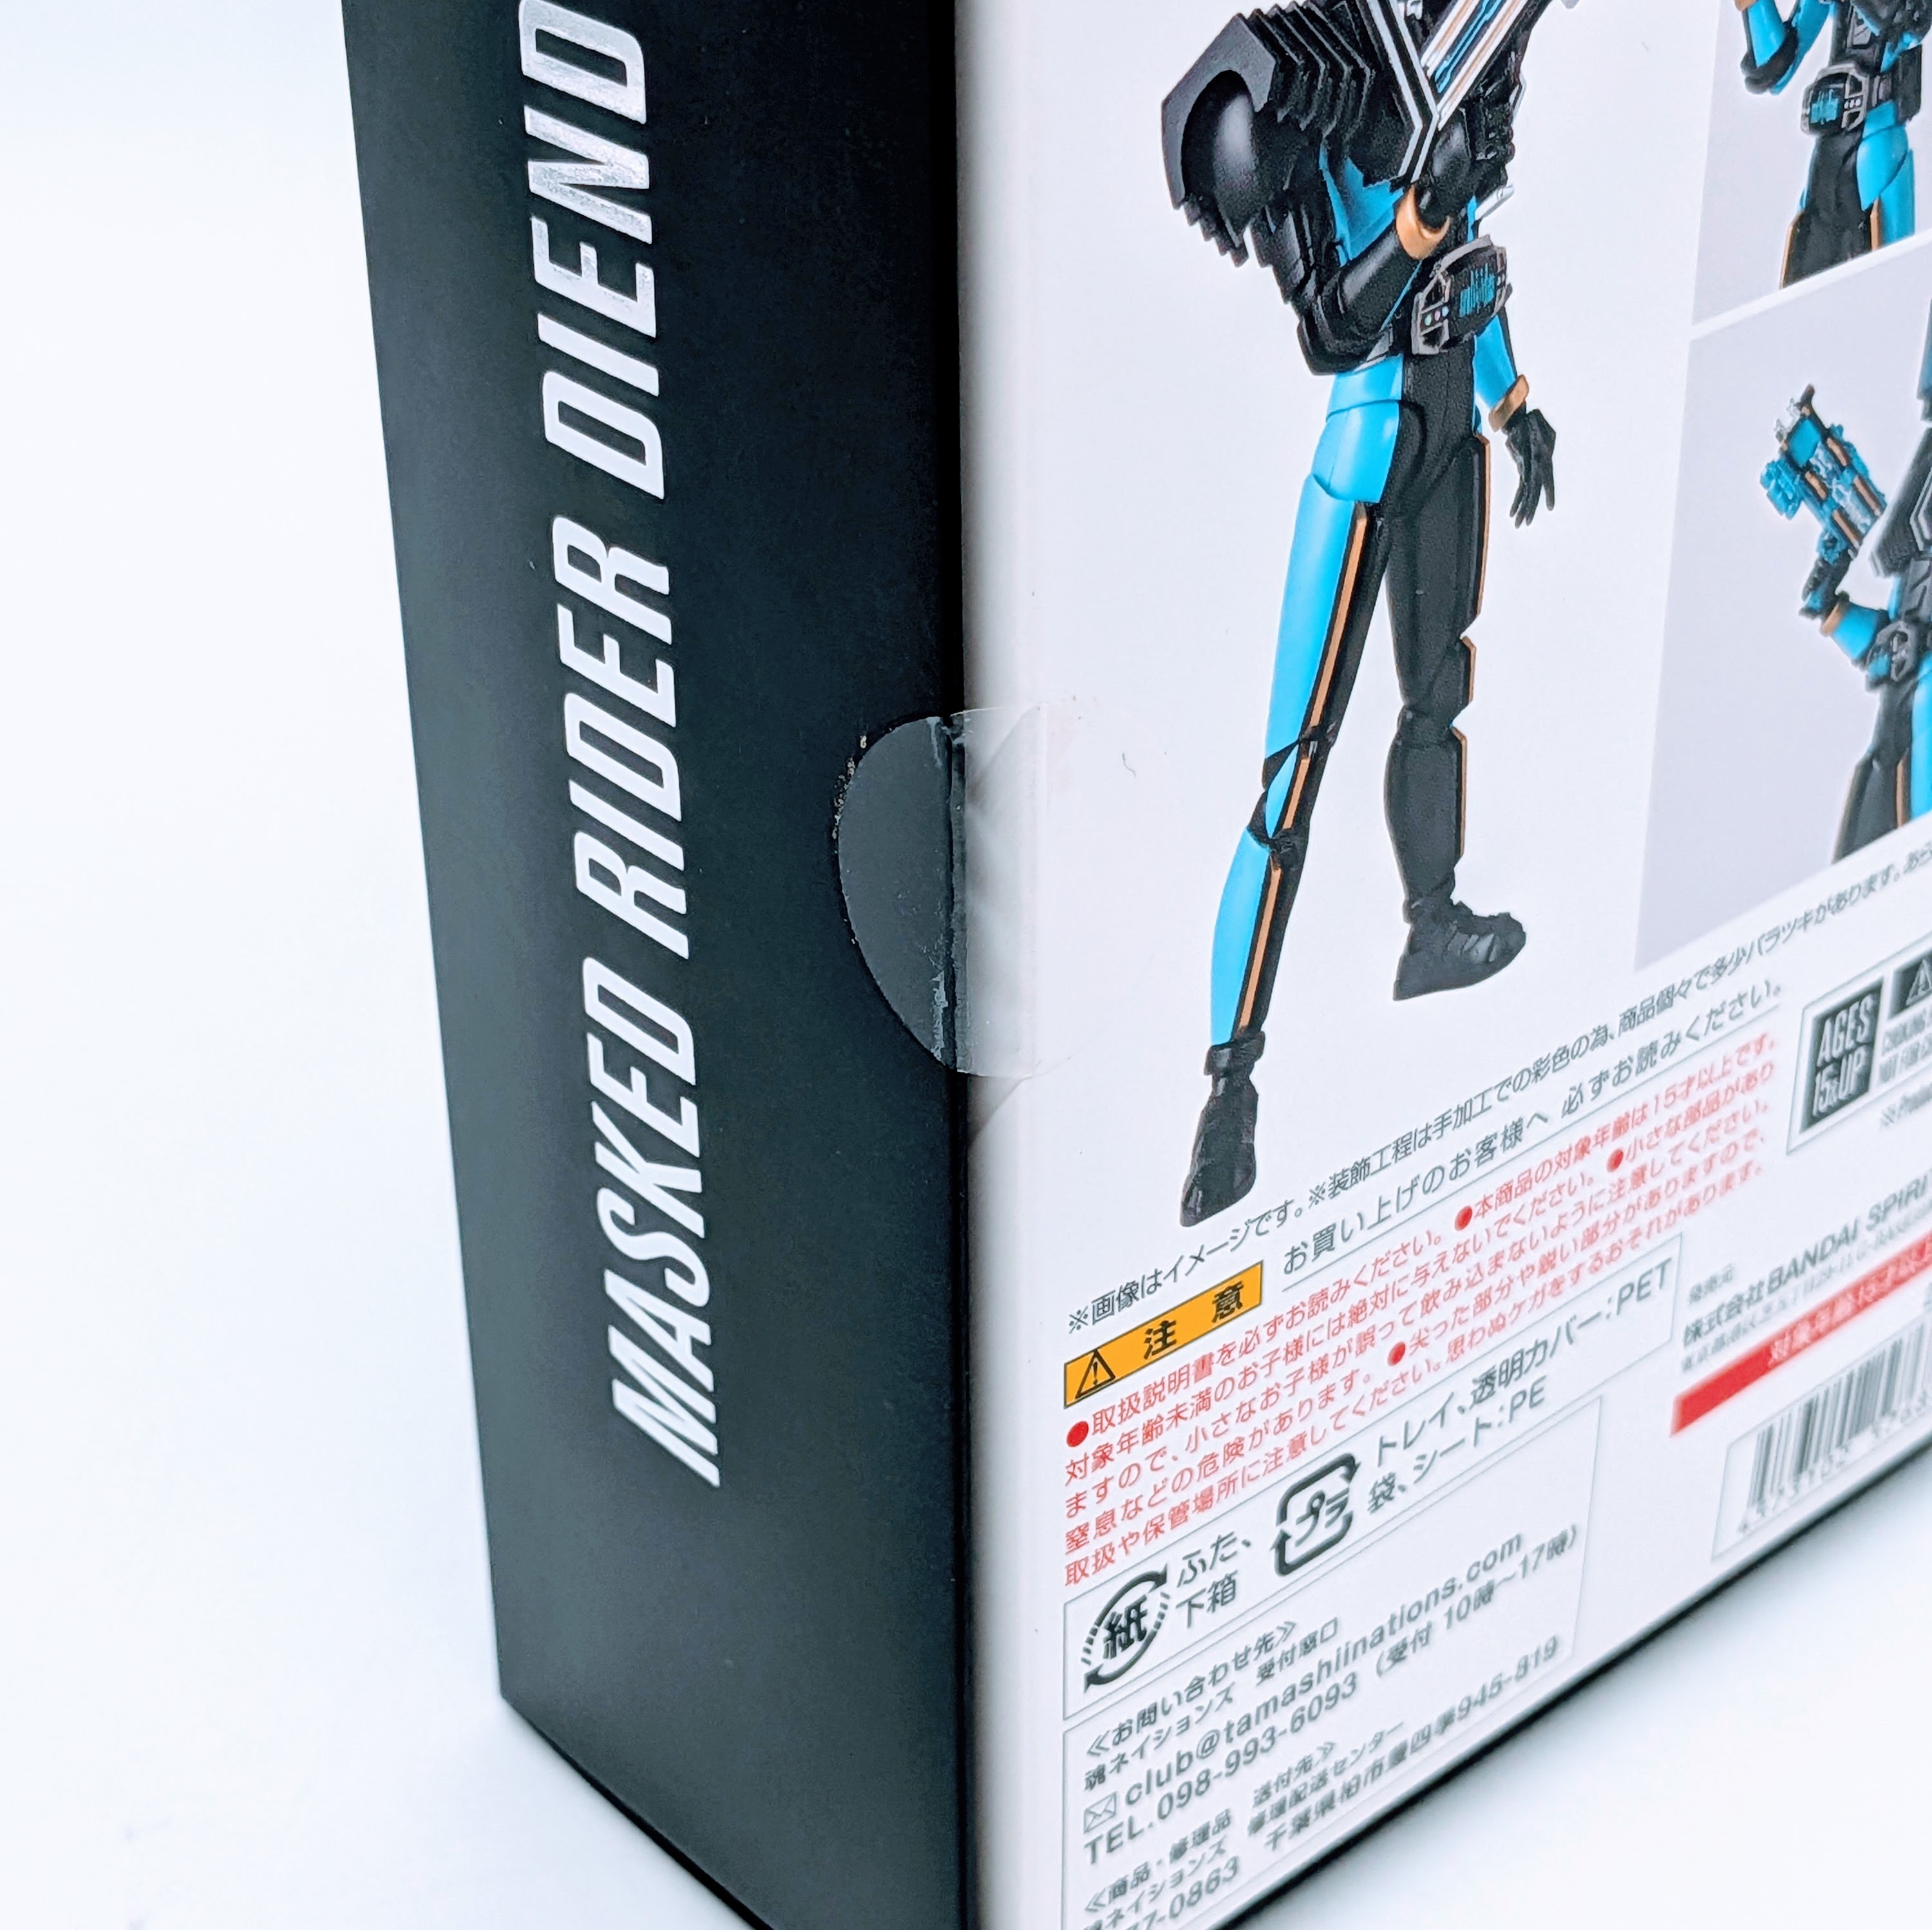 MASKED RIDER DIEND
※画像はイメージです。※装飾工程は手加工での彩色の為、商品個々で多少バラツキがあります。あら
注 意
お買い上げのお客様へ 必ずお読みください。
●取扱説明書を必ずお読みください。 ●本商品の対象年齢は15才以上です。
対象年齢未満のお子様には絶対に与えないでください。 ●小さな部品があり
ますので、小さなお子様が誤って飲み込まないように注意してください。
窒息などの危険があります。 ●尖った部分や鋭い部分がありますので、
取扱や保管場所に注意してください。思わぬケガをするおそれがあります。
紙
ふた、
下箱
プラ
トレイ、透明カバー:PET
袋、シート:PE
≪お問い合わせ先≫
魂ネイションズ 受付窓口
club@tamashiinations.com
TEL.098-993-6093 (受付 10時〜17時)
≪商品・修理品 送付先≫
魂ネイションズ 修理配送センター
77-0863 千葉県柏市豊四季945-819
AGES
15&UP
発売元
株式会社BANDAI SPIRI